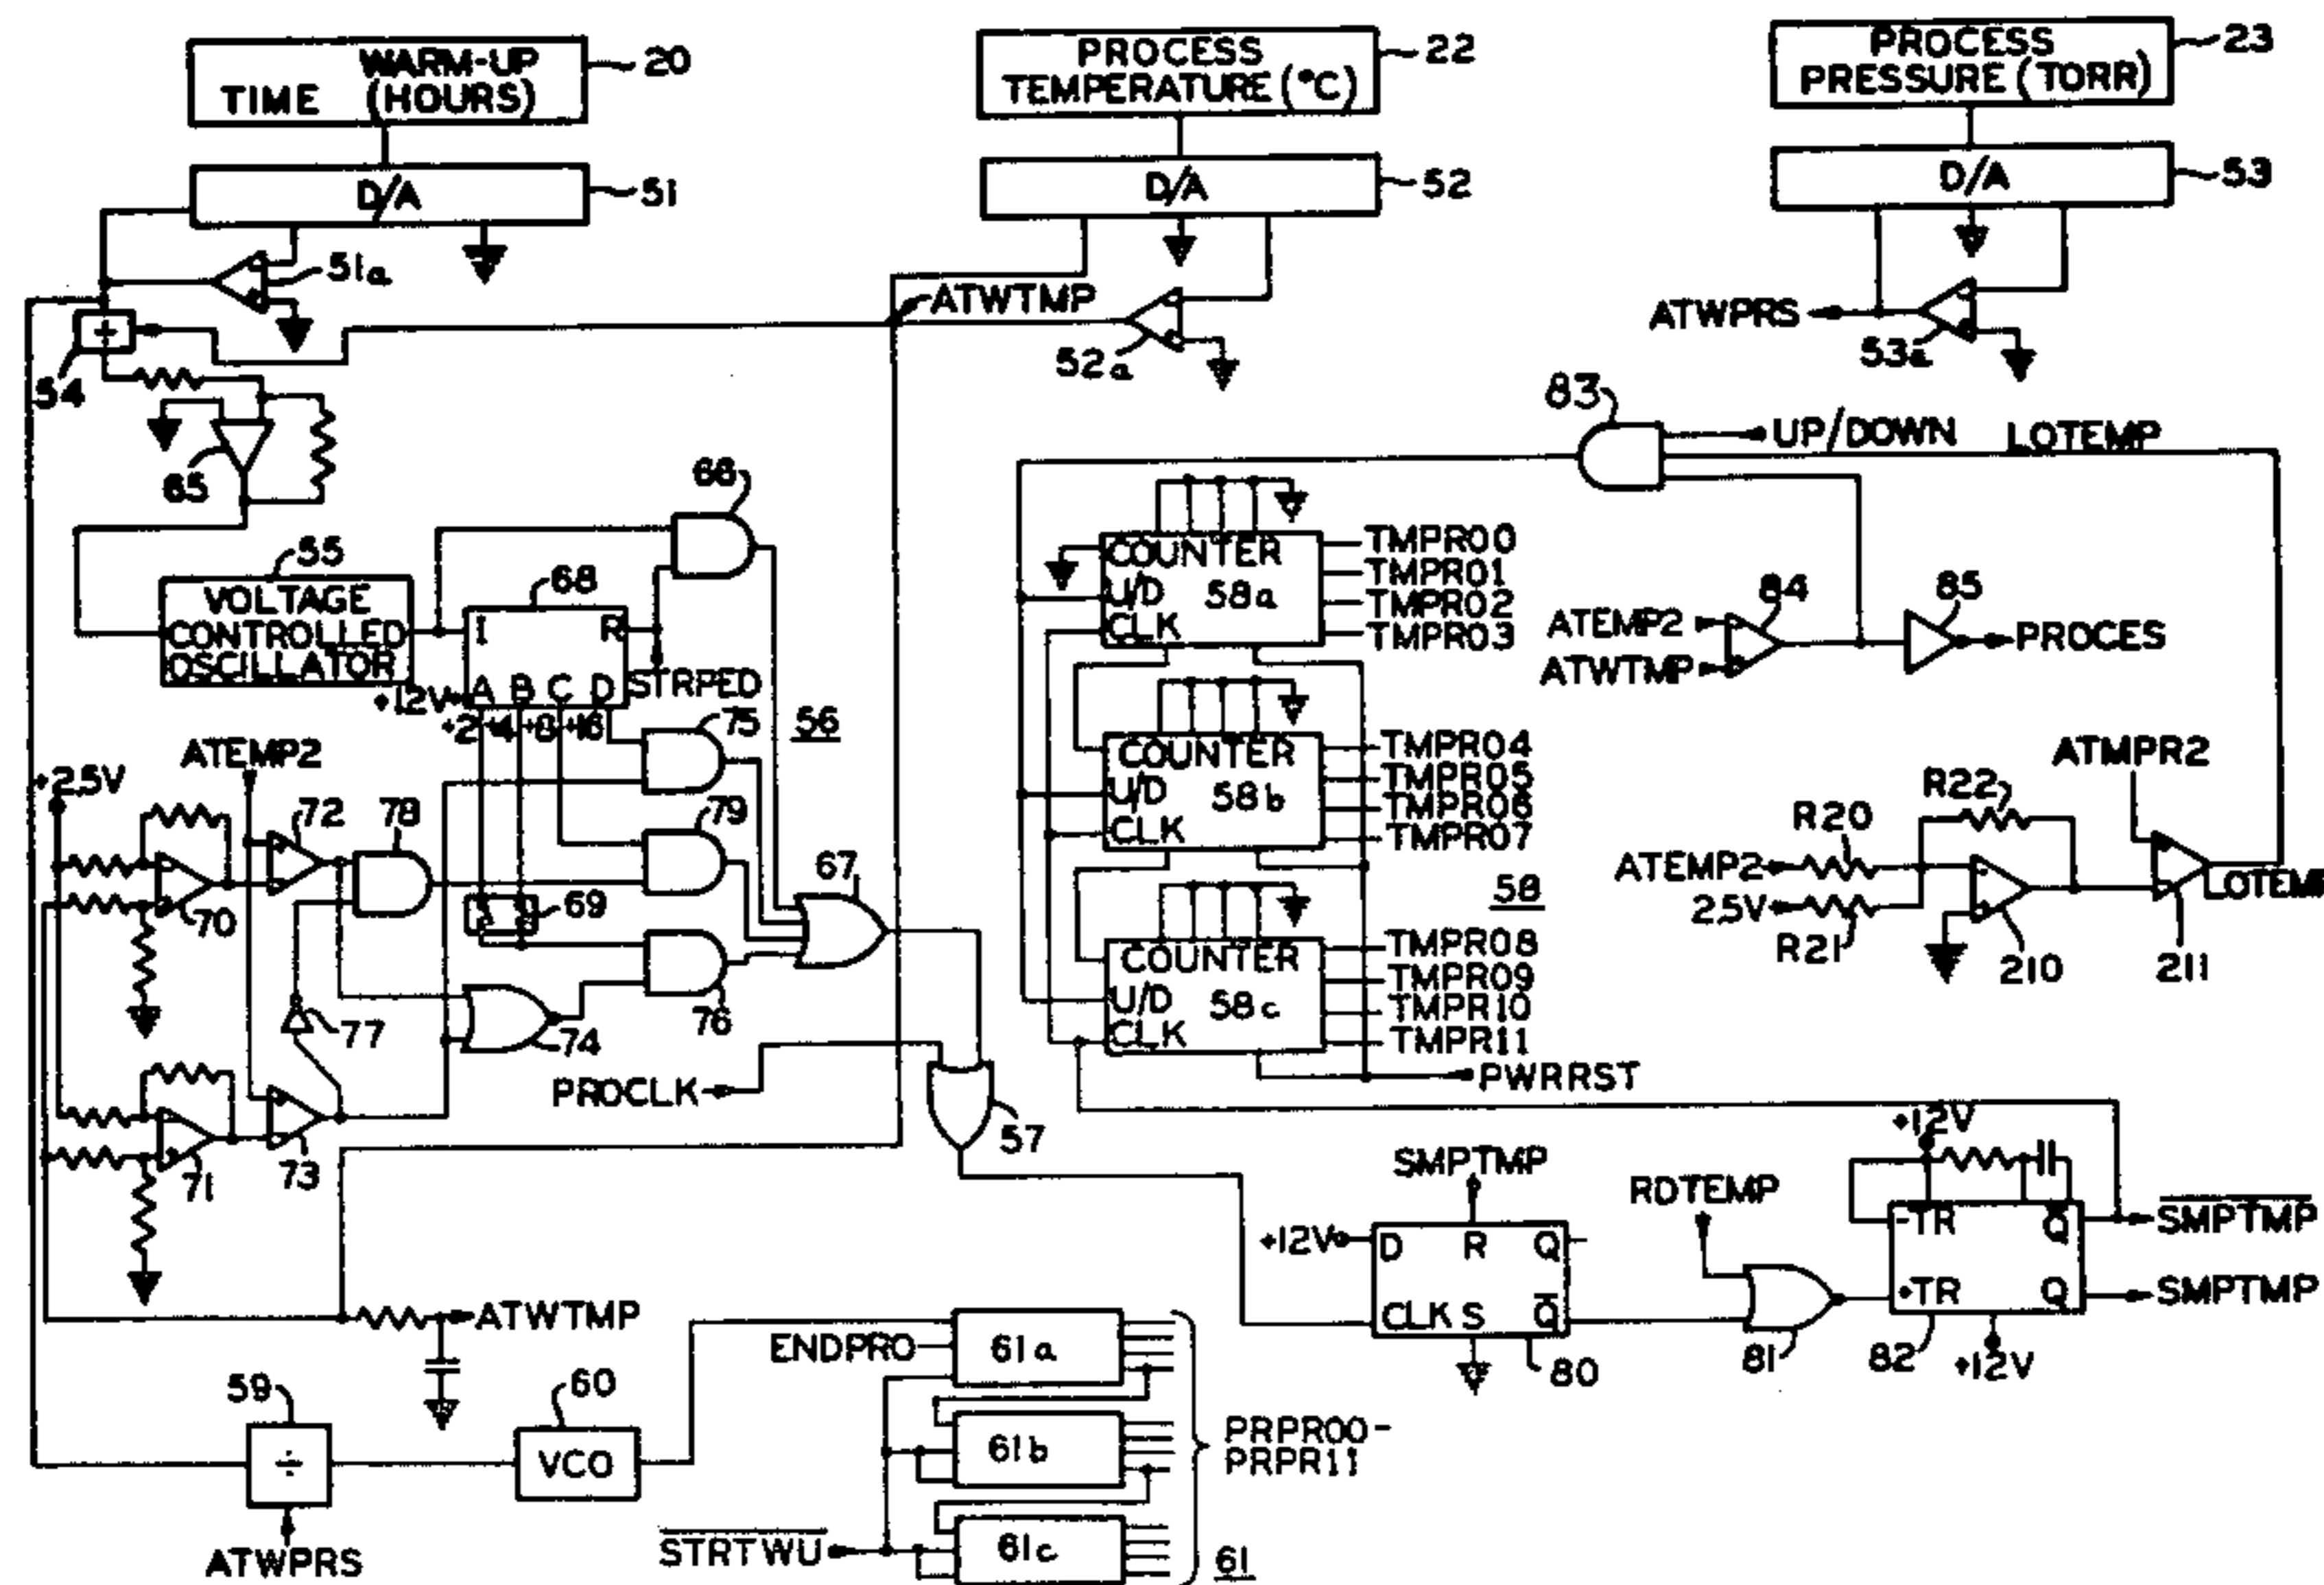 WARM-UP
TIME (HOURS)
20
PROCESS
TEMPERATURE (°C)
22
PROCESS
PRESSURE (TORR)
23
D/A
51
D/A
52
D/A
53
51a
ATWTMP
52a
ATWPRS
53a
÷
54
65
83
UP/DOWN
LOTEMP
66
55
VOLTAGE
CONTROLLED
OSCILLATOR
68
I
R
+12V
A B C D
STRPED
÷2 ÷4 ÷8 ÷16
56
75
COUNTER
U/D
CLK
58a
TMPR00
TMPR01
TMPR02
TMPR03
84
85
ATEMP2
ATWTMP
PROCES
ATEMP2
+2.5V
72
78
79
70
69
67
COUNTER
U/D
CLK
58b
TMPR04
TMPR05
TMPR06
TMPR07
58
ATMPR2
R22
R20
ATEMP2
2.5V
R21
210
211
LOTEMP
77
74
76
COUNTER
U/D
CLK
58c
TMPR08
TMPR09
TMPR10
TMPR11
PWRRST
PROCLK
57
71
73
SMPTMP
RDTEMP
+12V
+12V
D R Q
CLK S Q̅
80
81
-TR Q̅
+TR Q
82
+12V
S̅M̅P̅T̅M̅P̅
SMPTMP
ATWTMP
ENDPRO
61a
59
60
÷
VCO
61b
PRPR00-
PRPR11
ATWPRS
S̅T̅R̅T̅W̅U̅
61c
61